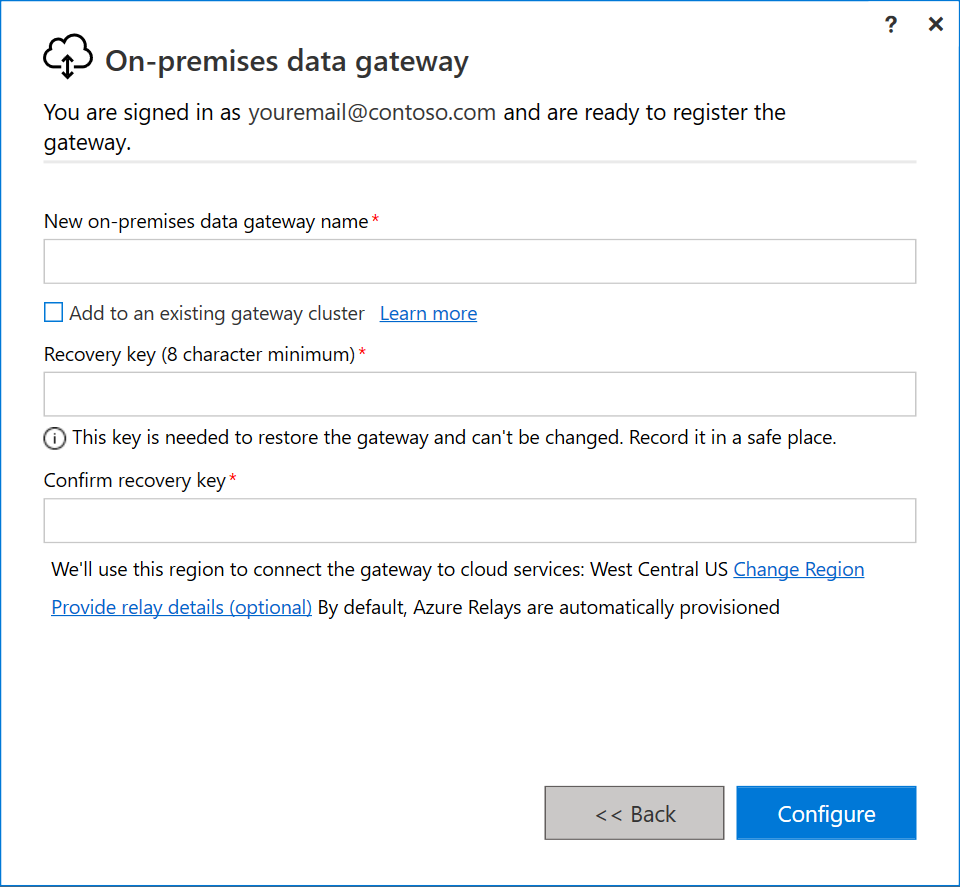 ? ×
On-premises data gateway
You are signed in as youremail@contoso.com and are ready to register the
gateway.
New on-premises data gateway name*
Add to an existing gateway cluster Learn more
Recovery key (8 character minimum)*
This key is needed to restore the gateway and can't be changed. Record it in a safe place.
Confirm recovery key*
We'll use this region to connect the gateway to cloud services: West Central US Change Region
Provide relay details (optional) By default, Azure Relays are automatically provisioned
<< Back Configure